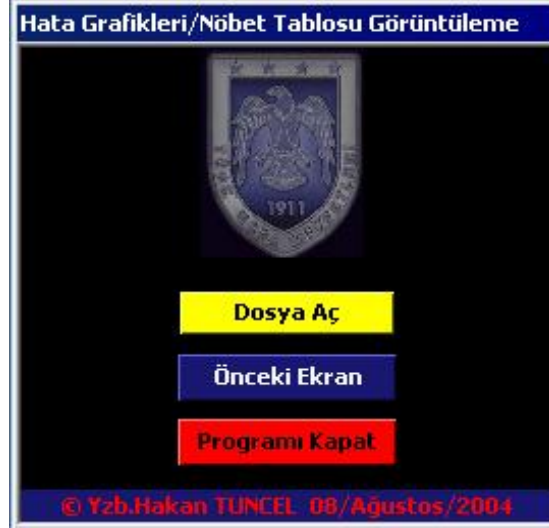 Hata Grafikleri/Nöbet Tablosu Görüntüleme
1911
Dosya Aç
Önceki Ekran
Programı Kapat
© Yzb.Hakan TUNCEL 08/Ağustos/2004